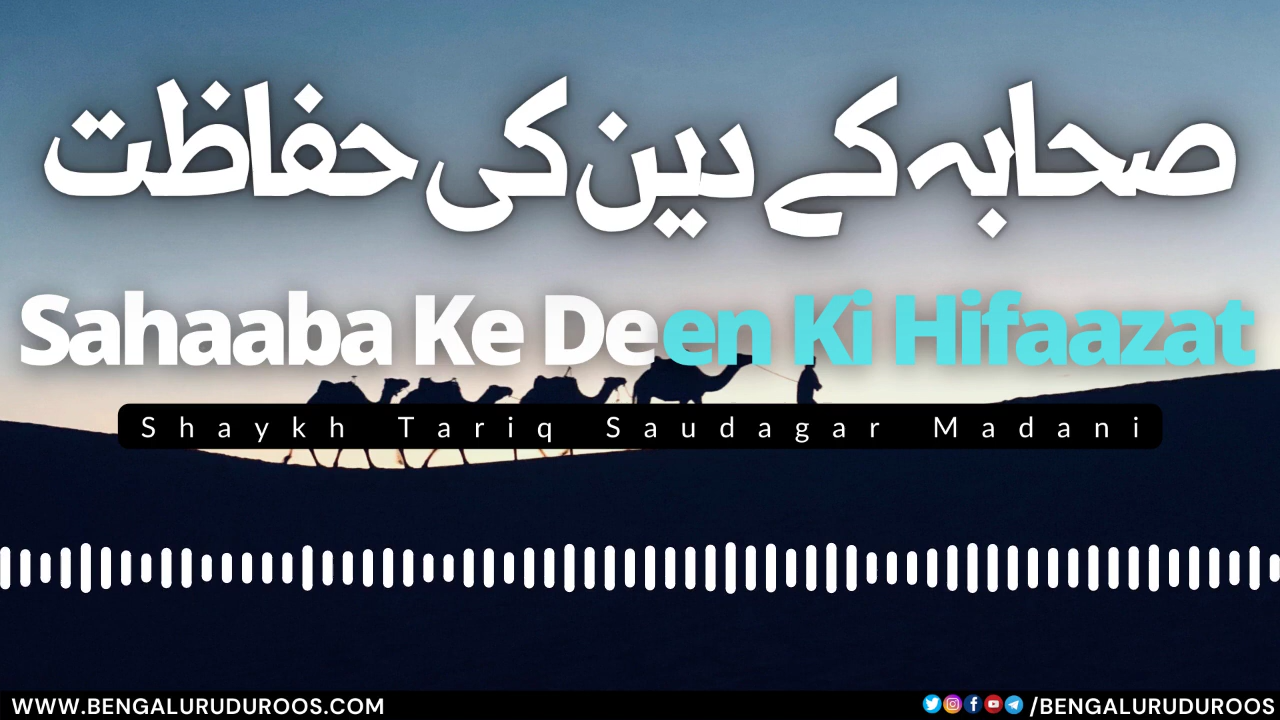 صحابہ کے دین کی حفاظت
Sahaaba Ke Deen Ki Hifaazat
Shaykh Tariq Saudagar Madani
WWW.BENGALURUDUROOS.COM
/BENGALURUDUROOS